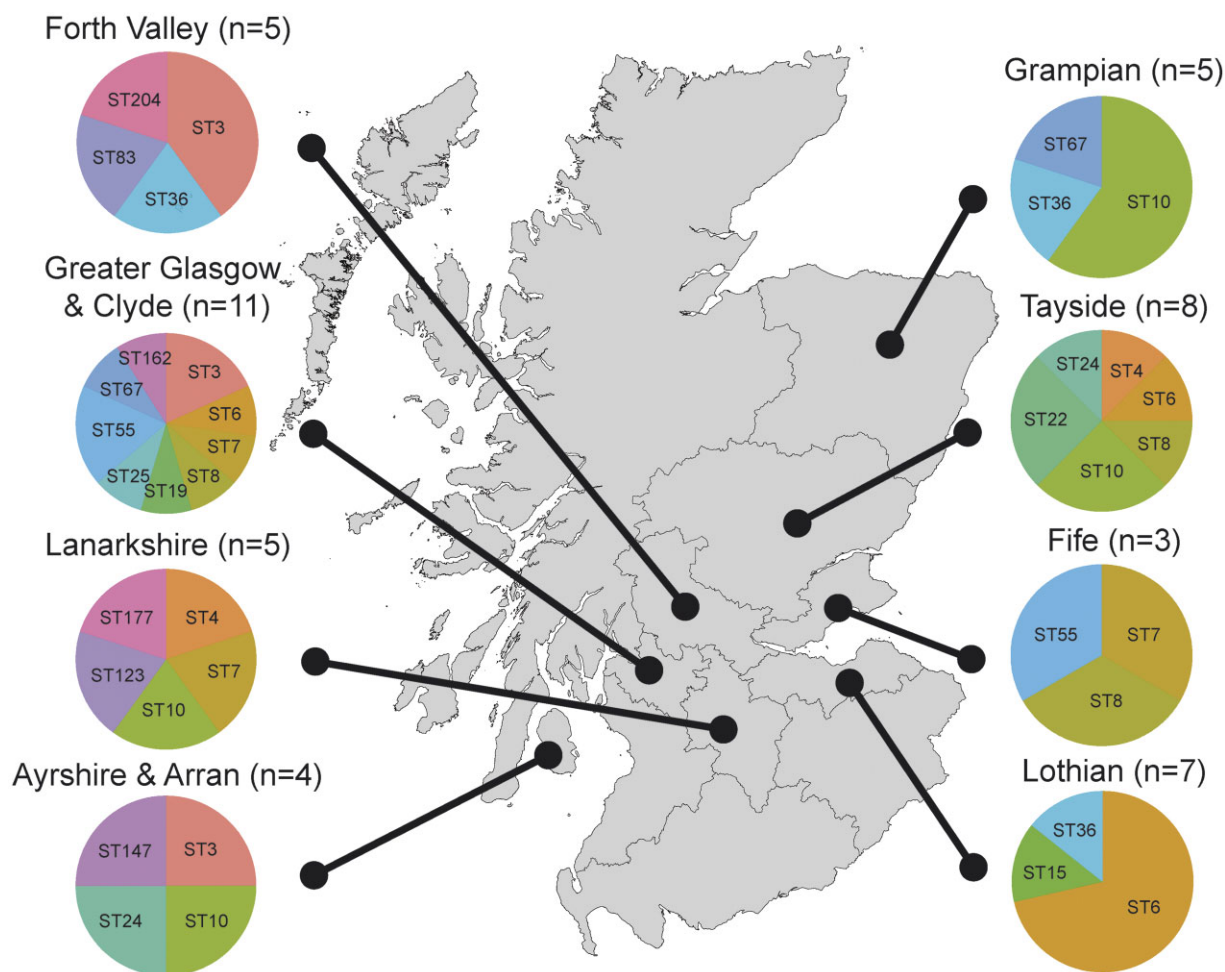 Forth Valley (n=5)
ST204
ST3
ST83
ST36
Greater Glasgow
& Clyde (n=11)
ST162
ST3
ST67
ST6
ST55
ST7
ST25
ST8
ST19
Lanarkshire (n=5)
ST177
ST4
ST123
ST7
ST10
Ayrshire & Arran (n=4)
ST147
ST3
ST24
ST10
Grampian (n=5)
ST67
ST36
ST10
Tayside (n=8)
ST24
ST4
ST6
ST22
ST8
ST10
Fife (n=3)
ST55
ST7
ST8
Lothian (n=7)
ST36
ST15
ST6